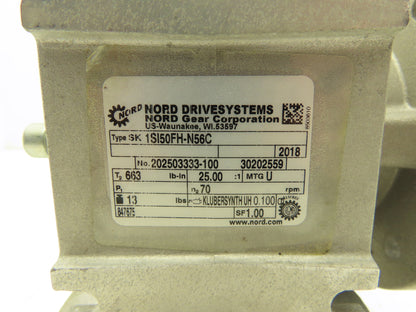 NORD
NORD DRIVESYSTEMS
NORD Gear Corporation
US-Waunakee, WI.53597
Type SK 1SI50FH-N56C
2018
No. 202503333-100 30202559
T₂ 663 lb-in 25.00 :1 MTG U
P₁ n₂ 70 rpm
13 lbs KLUBERSYNTH UH 0.100
847675 SF 1.00
www.nord.com